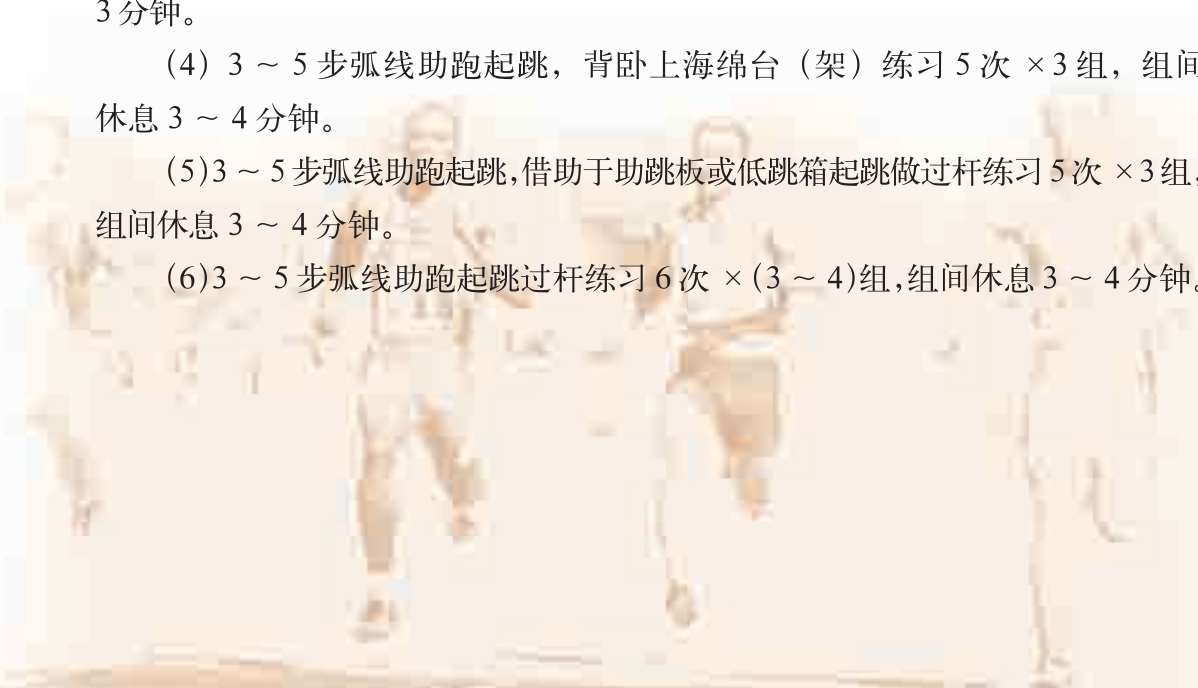 3分钟。
(4) 3 ~ 5 步弧线助跑起跳，背卧上海绵台（架）练习 5 次 ×3 组，组间
休息 3 ~ 4 分钟。
(5)3 ~ 5 步弧线助跑起跳,借助于助跳板或低跳箱起跳做过杆练习 5 次 ×3 组,
组间休息 3 ~ 4 分钟。
(6)3 ~ 5 步弧线助跑起跳过杆练习 6 次 ×(3 ~ 4)组,组间休息 3 ~ 4 分钟。